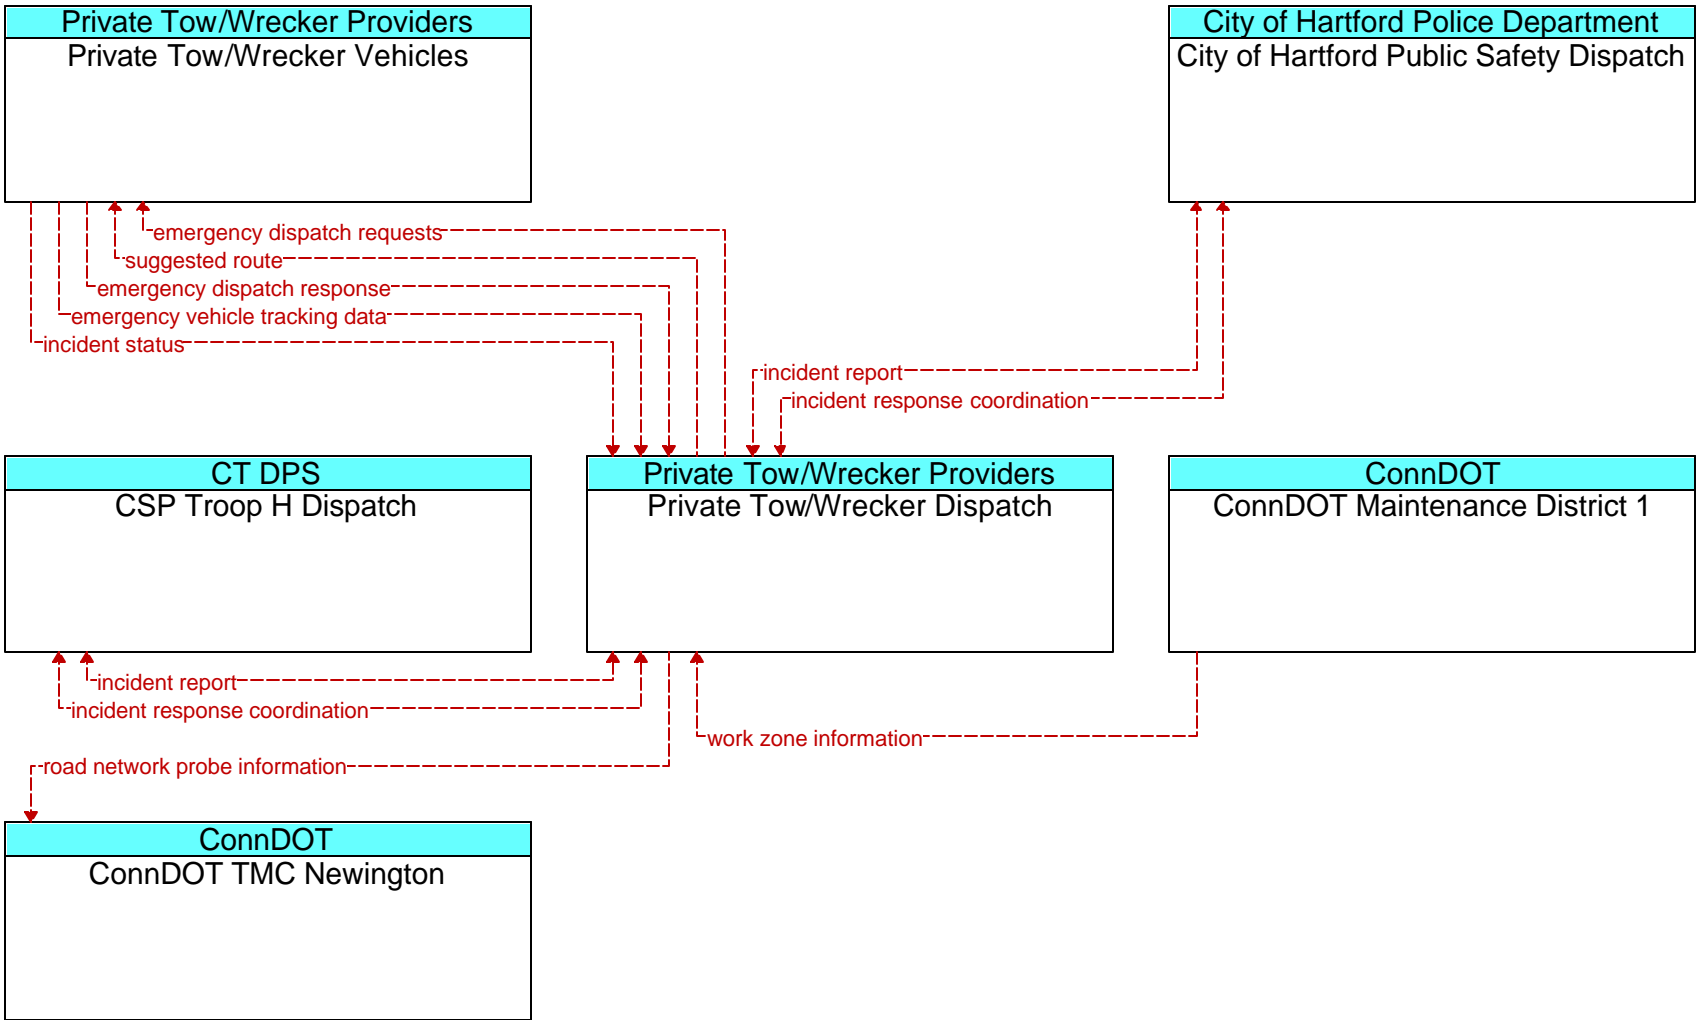 Private Tow/Wrecker Providers
Private Tow/Wrecker Vehicles
City of Hartford Police Department
City of Hartford Public Safety Dispatch
emergency dispatch requests
suggested route
emergency dispatch response
emergency vehicle tracking data
incident status
incident report
incident response coordination
CT DPS
CSP Troop H Dispatch
Private Tow/Wrecker Providers
Private Tow/Wrecker Dispatch
ConnDOT
ConnDOT Maintenance District 1
incident report
incident response coordination
work zone information
road network probe information
ConnDOT
ConnDOT TMC Newington